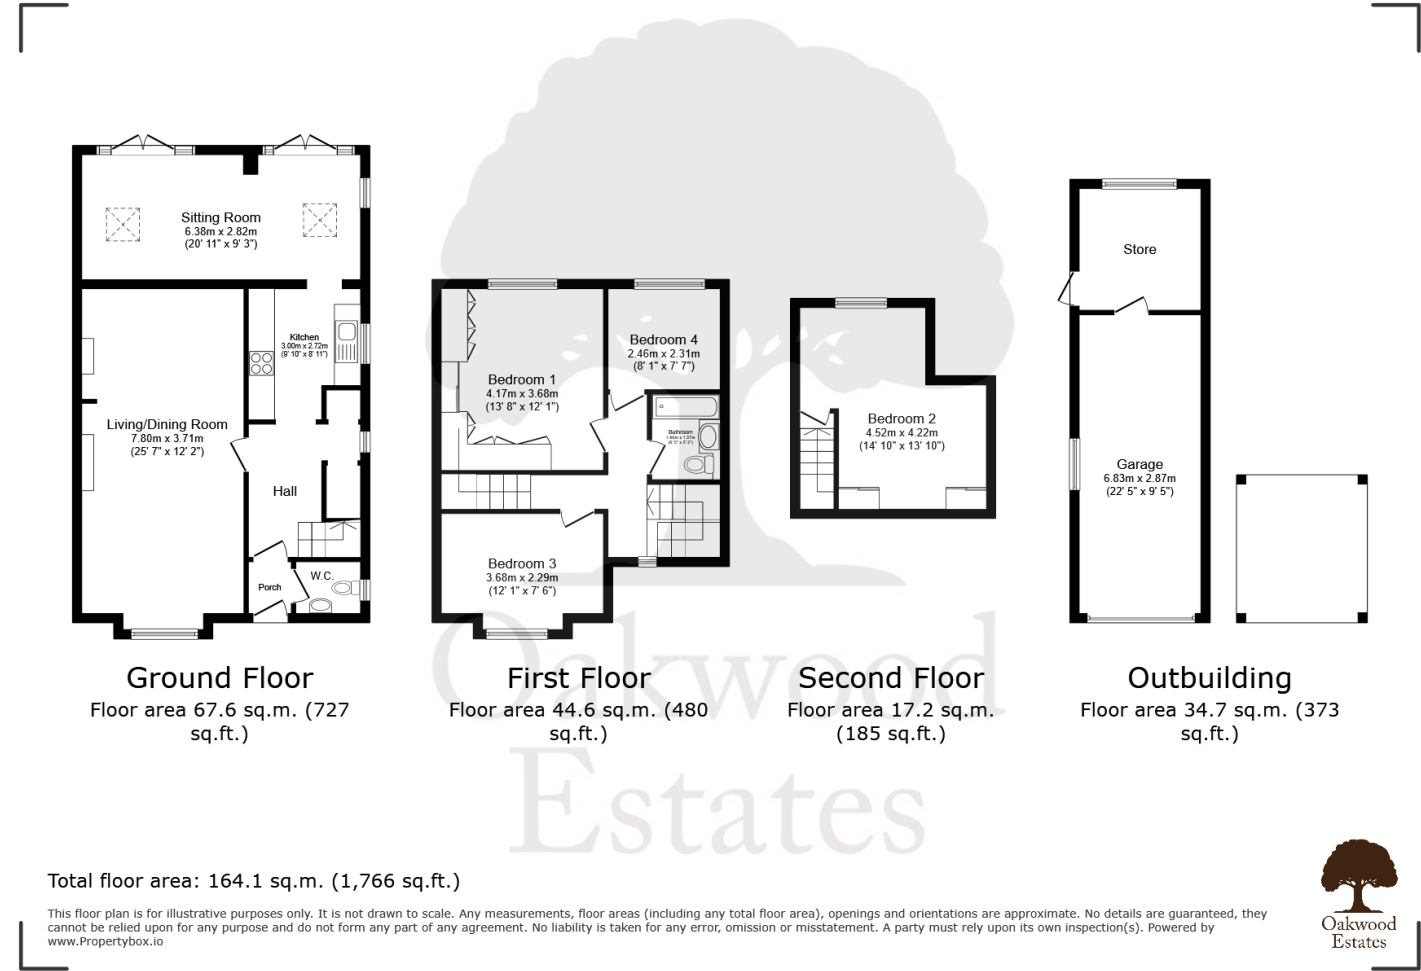 Sitting Room
6.38m x 2.82m
(20' 11" x 9' 3")
Kitchen
3.00m x 2.72m
(9' 10" x 8' 11")
Living/Dining Room
7.80m x 3.71m
(25' 7" x 12' 2")
Hall
Porch
W.C.
Ground Floor
Floor area 67.6 sq.m. (727
sq.ft.)
Bedroom 1
4.17m x 3.68m
(13' 8" x 12' 1")
Bedroom 4
2.46m x 2.31m
(8' 1" x 7' 7")
Bathroom
Bedroom 3
3.68m x 2.29m
(12' 1" x 7' 6")
First Floor
Floor area 44.6 sq.m. (480
sq.ft.)
Bedroom 2
4.52m x 4.22m
(14' 10" x 13' 10")
Second Floor
Floor area 17.2 sq.m.
(185 sq.ft.)
Store
Garage
6.83m x 2.87m
(22' 5" x 9' 5")
Outbuilding
Floor area 34.7 sq.m. (373
sq.ft.)
Oakwood
Estates
Total floor area: 164.1 sq.m. (1,766 sq.ft.)
This floor plan is for illustrative purposes only. It is not drawn to scale. Any measurements, floor areas (including any total floor area), openings and orientations are approximate. No details are guaranteed, they
cannot be relied upon for any purpose and do not form any part of any agreement. No liability is taken for any error, omission or misstatement. A party must rely upon its own inspection(s). Powered by
www.Propertybox.io
Oakwood
Estates